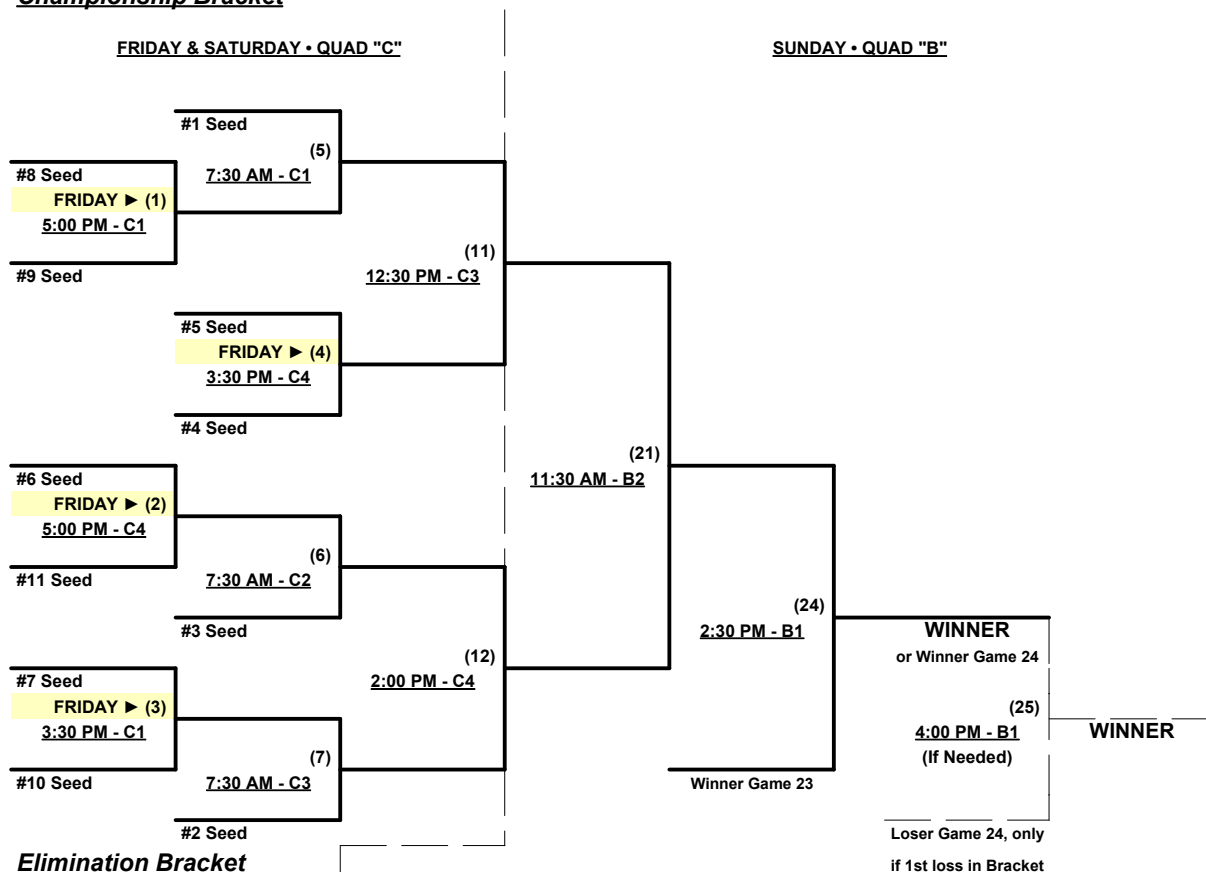 Championship Bracket
FRIDAY & SATURDAY • QUAD "C"
SUNDAY • QUAD "B"
#1 Seed
(5)
#8 Seed
7:30 AM - C1
FRIDAY ► (1)
5:00 PM - C1
(11)
#9 Seed
12:30 PM - C3
#5 Seed
FRIDAY ► (4)
3:30 PM - C4
#4 Seed
(21)
#6 Seed
11:30 AM - B2
FRIDAY ► (2)
5:00 PM - C4
(6)
#11 Seed
7:30 AM - C2
(24)
#3 Seed
2:30 PM - B1
WINNER
(12)
or Winner Game 24
#7 Seed
2:00 PM - C4
FRIDAY ► (3)
(25)
3:30 PM - C1
4:00 PM - B1
WINNER
(7)
(If Needed)
#10 Seed
7:30 AM - C3
Winner Game 23
#2 Seed
Loser Game 24, only
Elimination Bracket
if 1st loss in Bracket